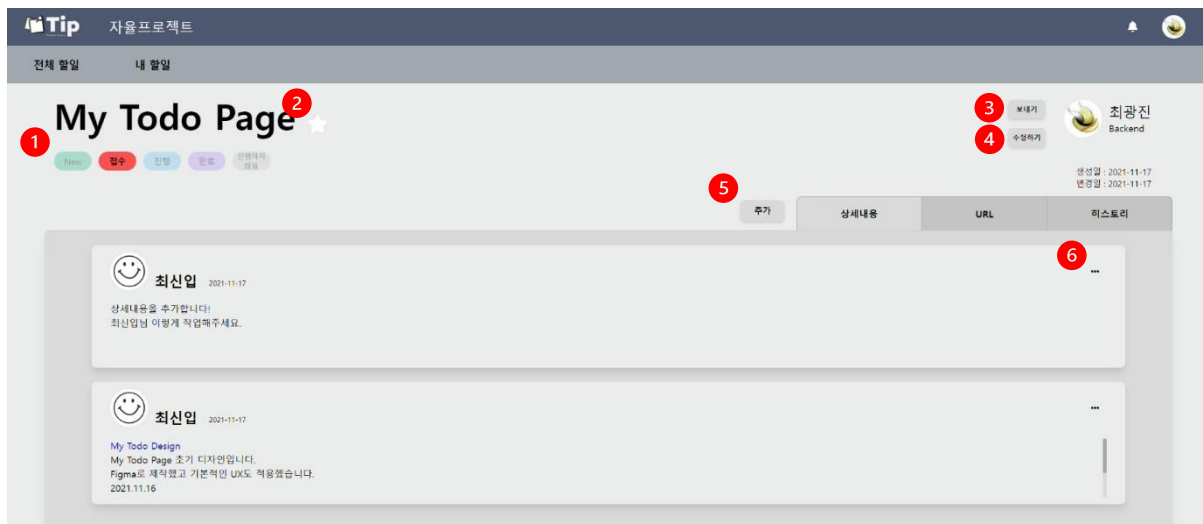 Tip 자율프로젝트
전체 할일 내 할일
My Todo Page
2
1
New 접수 진행 완료 진행하지 않음
3 보내기
4 수정하기
최광진
Backend
생성일 : 2021-11-17
변경일 : 2021-11-17
5
추가 상세내용 URL 히스토리
6
최신입 2021-11-17
상세내용을 추가합니다!
최신입님 이렇게 작업해주세요.
최신입 2021-11-17
My Todo Design
My Todo Page 초기 디자인입니다.
Figma로 제작했고 기본적인 UX도 적용했습니다.
2021.11.16